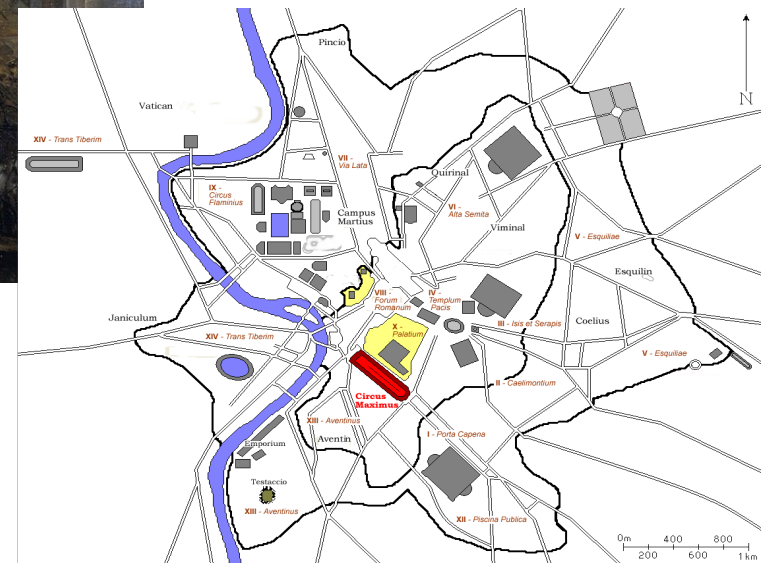 Pincio
Vatican
N
XIV - Trans Tiberim
VII -
Via Lata
Quirinal
IX -
Circus
Flaminius
Campus
Martius
VI -
Alta Semita
Viminal
V - Esquiliae
Esquilin
VIII -
Forum
Romanum
IV -
Templum
Pacis
Janiculum
III - Isis et Serapis
Coelius
XIV - Trans Tiberim
X -
Palatium
V - Esquiliae
II - Caelimontium
Circus
Maximus
XIII - Aventinus
I - Porta Capena
Aventin
Emporium
Testaccio
XIII - Aventinus
XII - Piscina Publica
0m 400 800
200 600 1km